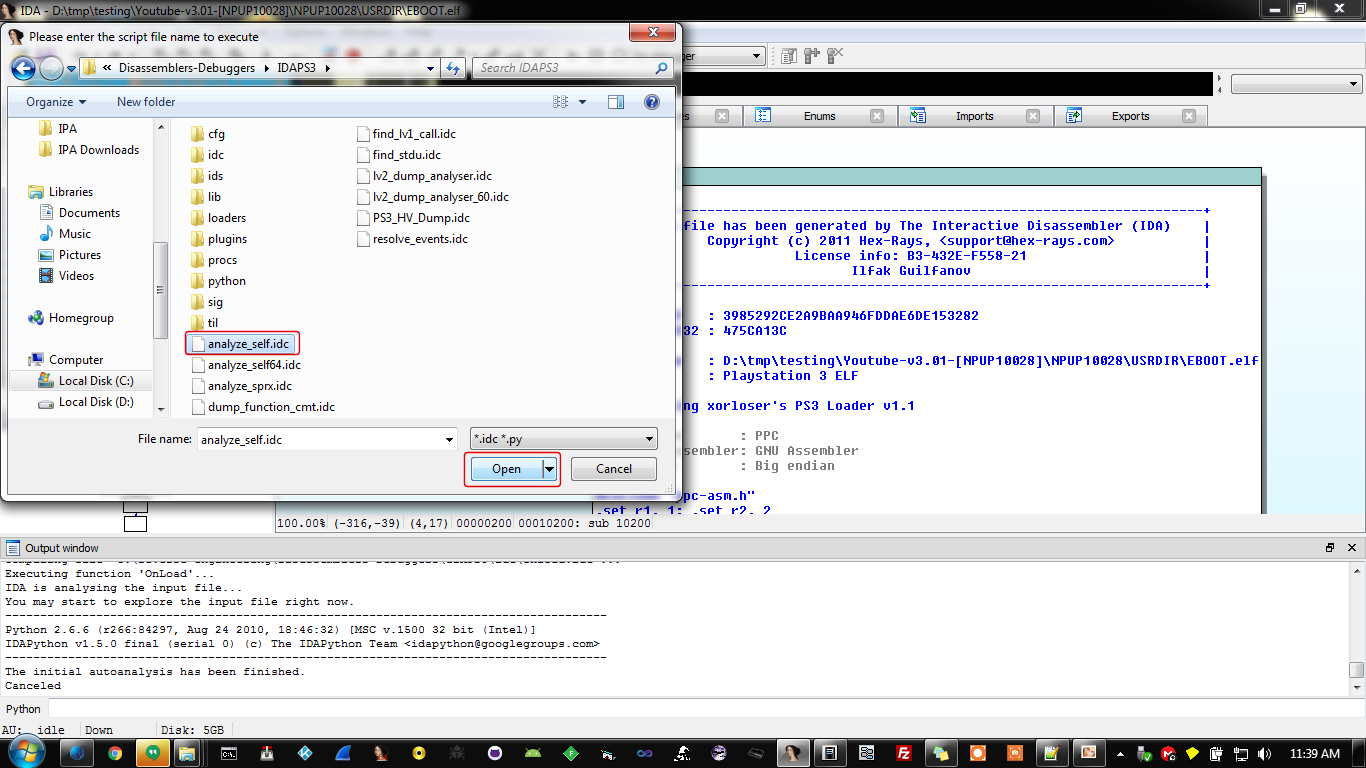 IDA - D:\tmp\testing\Youtube-v3.01-[NPUP10028]\NPUP10028\USRDIR\EBOOT.elf
Please enter the script file name to execute
« Disassemblers-Debuggers IDAPS3
Search IDAPS3
Organize New folder
IPA
IPA Downloads
Libraries
Documents
Music
Pictures
Videos
Homegroup
Computer
Local Disk (C:)
Local Disk (D:)
cfg
idc
ids
lib
loaders
plugins
procs
python
sig
til
analyze_self.idc
analyze_self64.idc
analyze_sprx.idc
dump_function_cmt.idc
find_lv1_call.idc
find_stdu.idc
lv2_dump_analyser.idc
lv2_dump_analyser_60.idc
PS3_HV_Dump.idc
resolve_events.idc
File name: analyze_self.idc
*.idc *.py
Open Cancel
Enums Imports Exports
file has been generated by The Interactive Disassembler (IDA)
Copyright (c) 2011 Hex-Rays, <support@hex-rays.com>
License info: B3-432E-F558-21
Ilfak Guilfanov
: 3985292CE2A9BAA946FDDAE6DE153282
32 : 475CA13C
: D:\tmp\testing\Youtube-v3.01-[NPUP10028]\NPUP10028\USRDIR\EBOOT.elf
: Playstation 3 ELF
ng xorloser's PS3 Loader v1.1
: PPC
sembler: GNU Assembler
: Big endian
pc-asm.h"
.set r1, 1; .set r2, 2
100.00% (-316,-39) (4,17) 00000200 00010200: sub 10200
Output window
Executing function 'OnLoad'...
IDA is analysing the input file...
You may start to explore the input file right now.
Python 2.6.6 (r266:84297, Aug 24 2010, 18:46:32) [MSC v.1500 32 bit (Intel)]
IDAPython v1.5.0 final (serial 0) (c) The IDAPython Team <idapython@googlegroups.com>
The initial autoanalysis has been finished.
Canceled
Python
AU: idle Down Disk: 5GB
11:39 AM